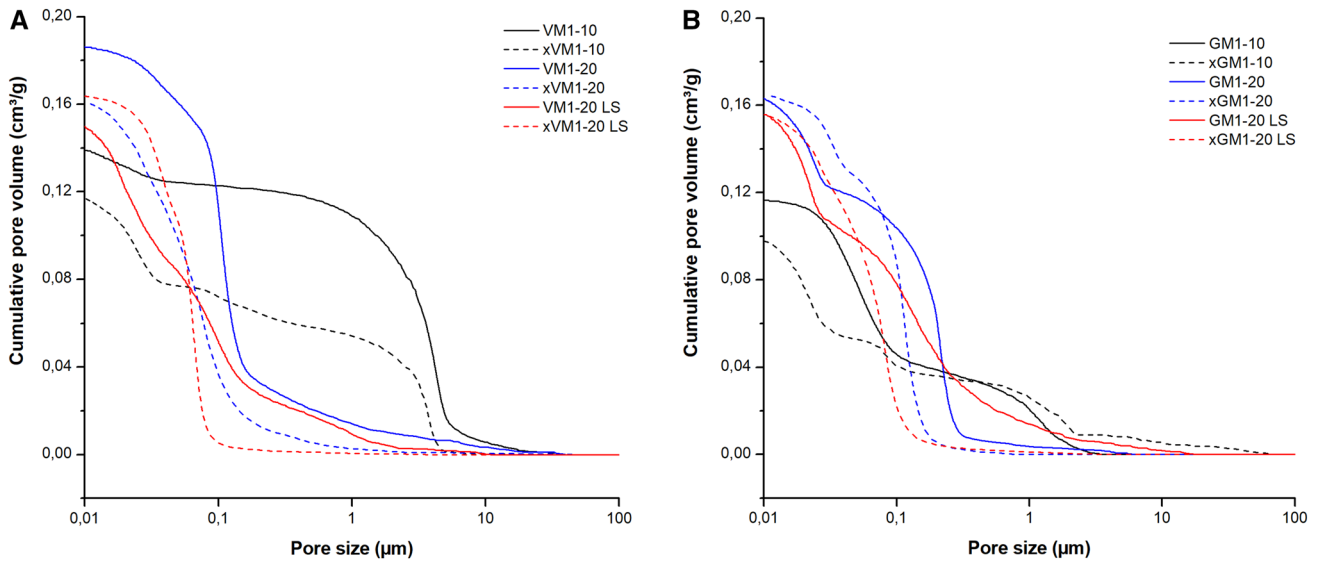 A
VM1-10
xVM1-10
VM1-20
xVM1-20
VM1-20 LS
xVM1-20 LS
0,20
0,16
0,12
0,08
0,04
0,00
Cumulative pore volume (cm³/g)
0,01
0,1
1
10
100
Pore size (µm)
B
GM1-10
xGM1-10
GM1-20
xGM1-20
GM1-20 LS
xGM1-20 LS
0,20
0,16
0,12
0,08
0,04
0,00
Cumulative pore volume (cm³/g)
0,01
0,1
1
10
100
Pore size (µm)